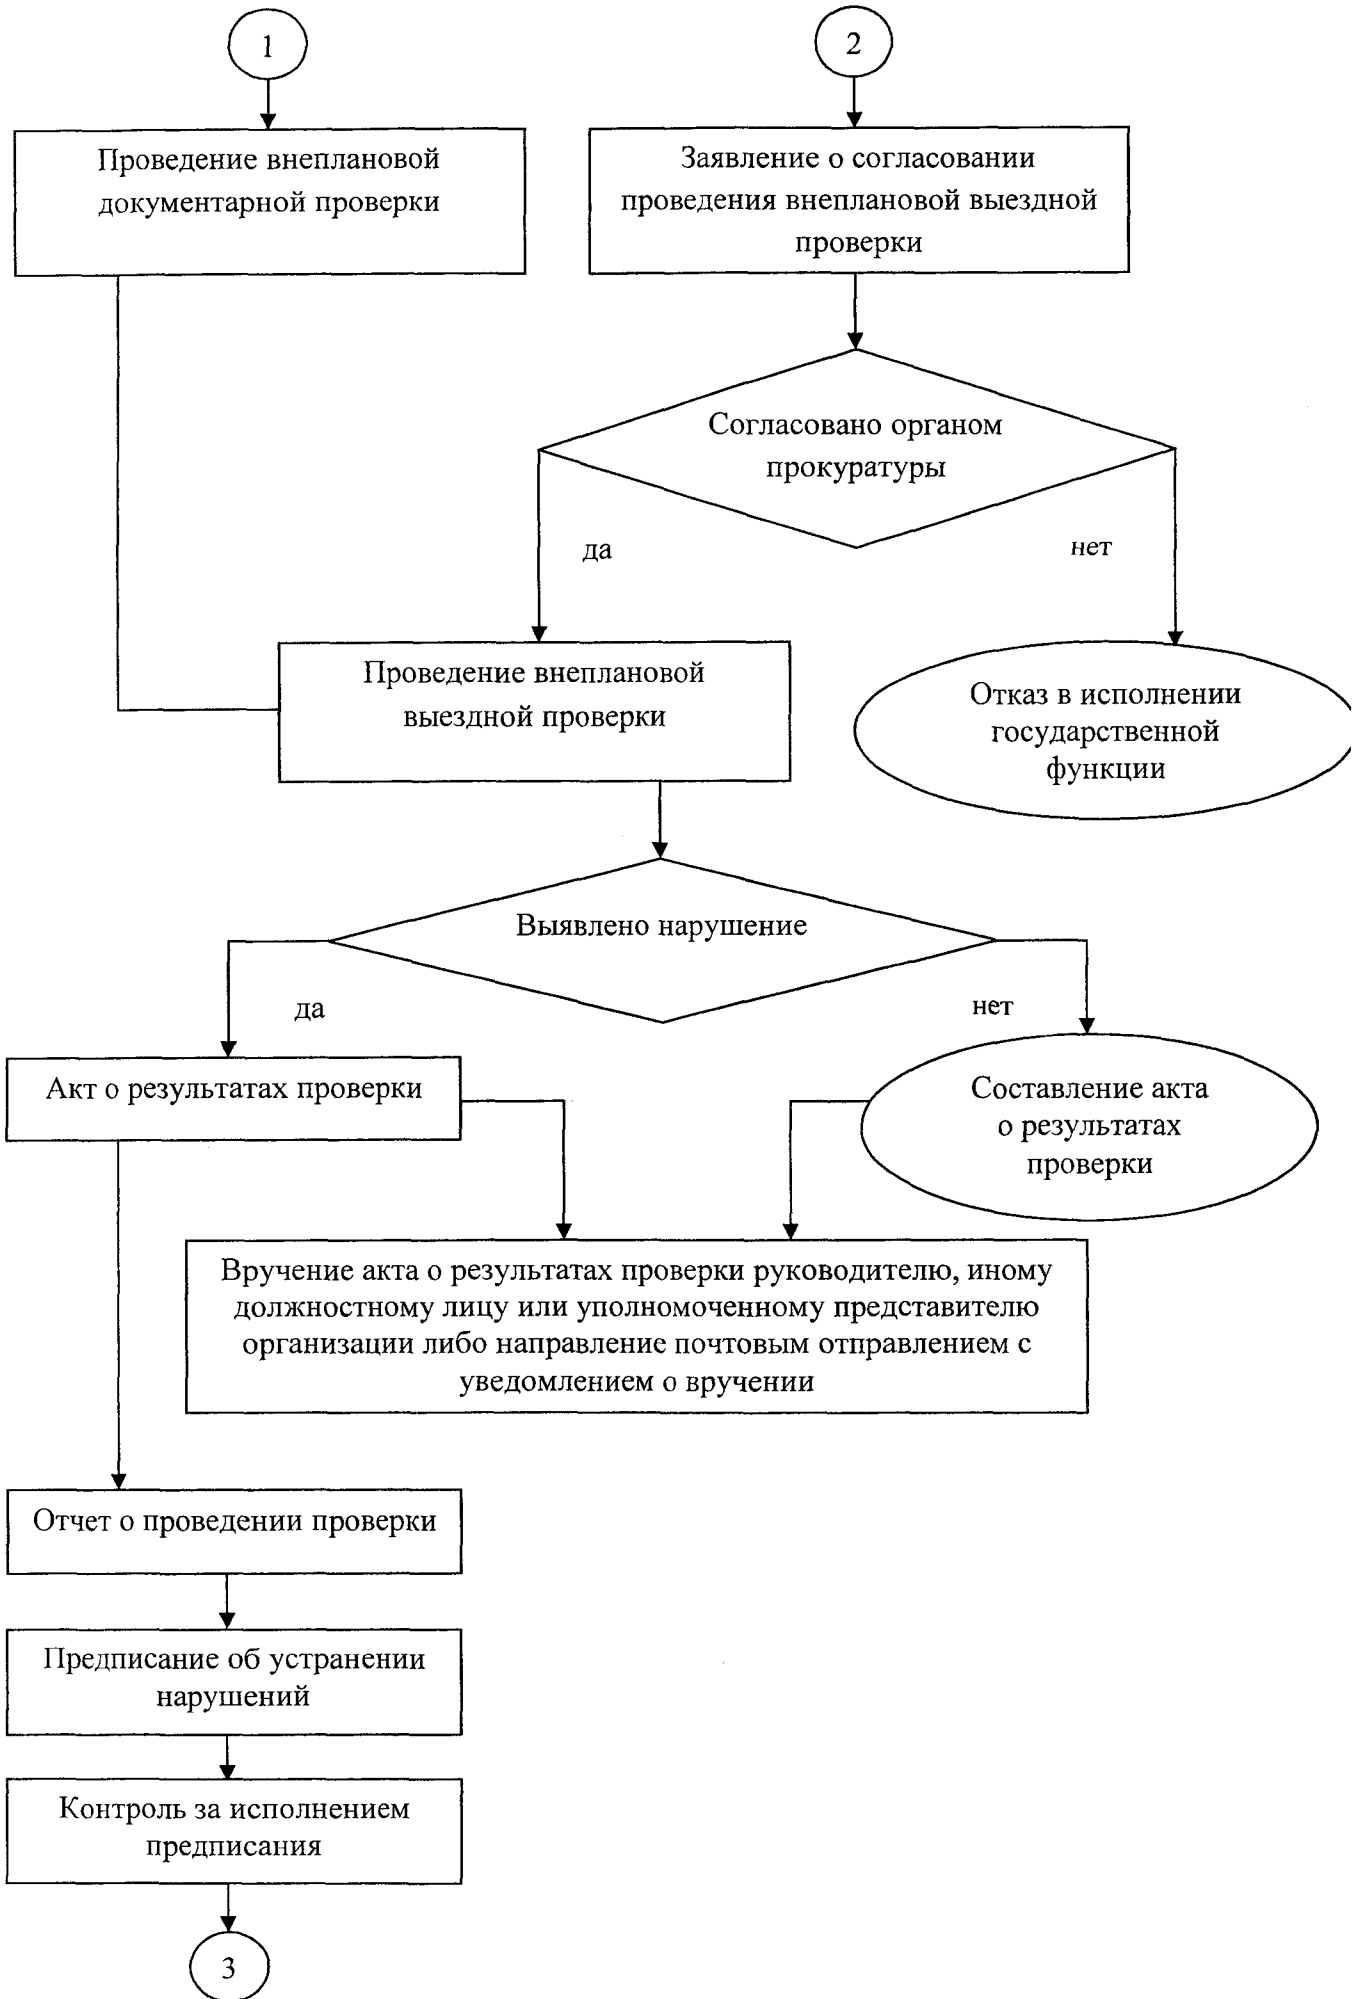 1
2
Проведение внеплановой
документарной проверки
Заявление о согласовании
проведения внеплановой выездной
проверки
Согласовано органом
прокуратуры
да
нет
Проведение внеплановой
выездной проверки
Отказ в исполнении
государственной
функции
Выявлено нарушение
да
нет
Акт о результатах проверки
Составление акта
о результатах
проверки
Вручение акта о результатах проверки руководителю, иному
должностному лицу или уполномоченному представителю
организации либо направление почтовым отправлением с
уведомлением о вручении
Отчет о проведении проверки
Предписание об устранении
нарушений
Контроль за исполнением
предписания
3